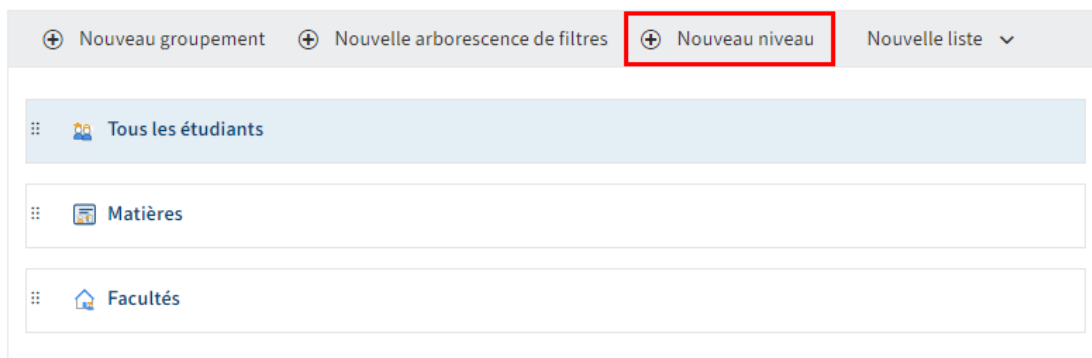 Nouveau groupement Nouvelle arborescence de filtres Nouveau niveau Nouvelle liste
Tous les étudiants
Matières
Facultés